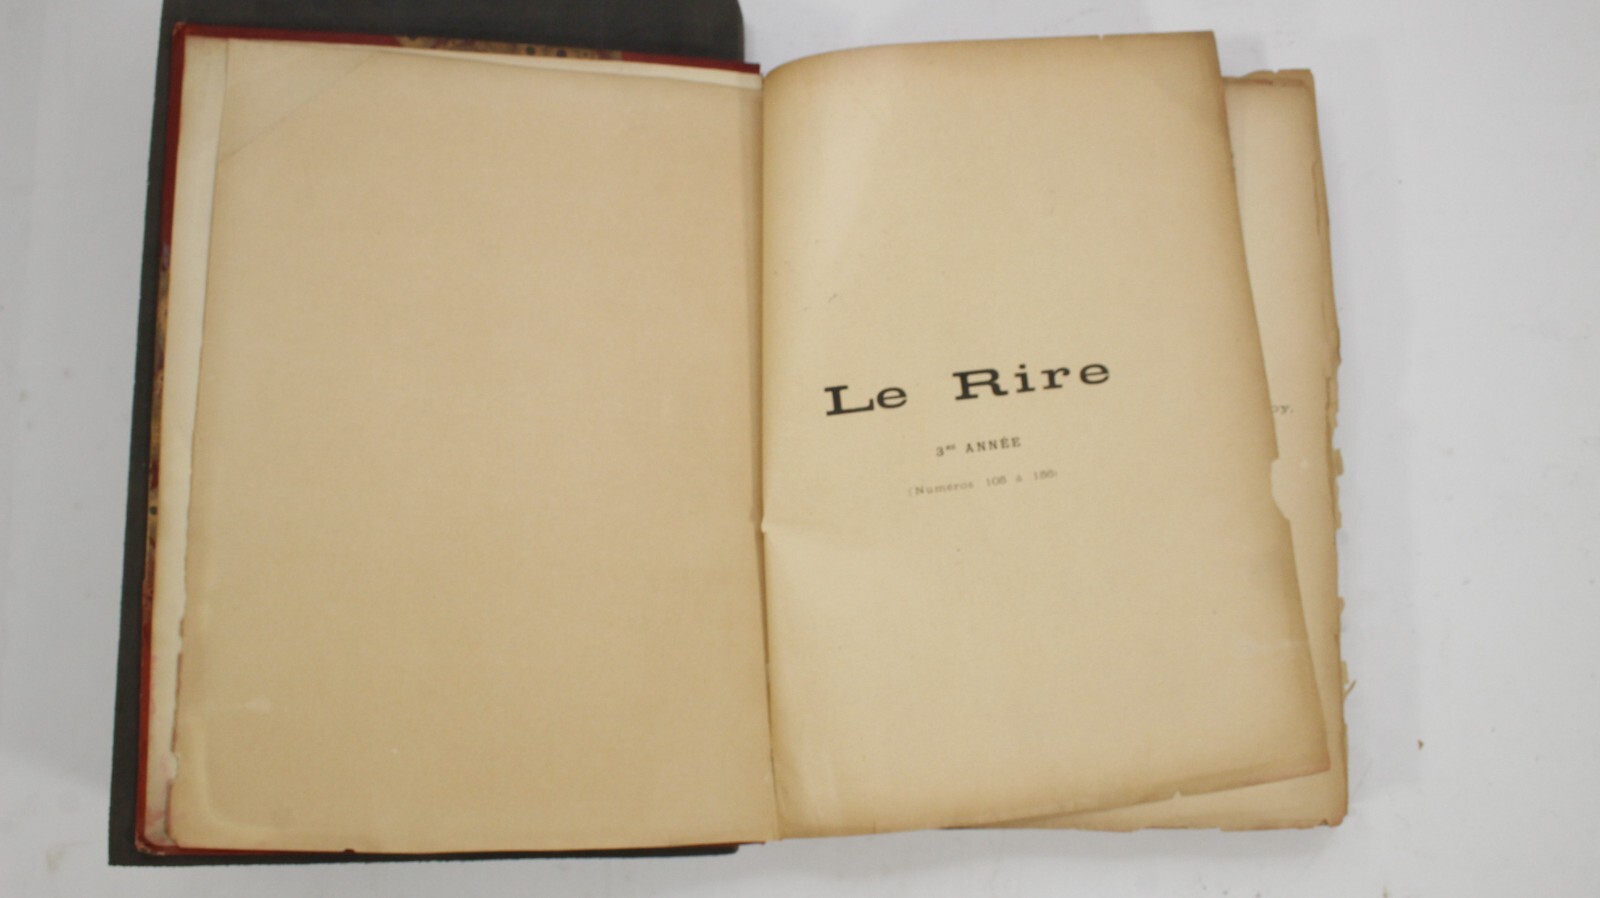 Le Rire
3me ANNÉE
(Numéros 105 à 156)